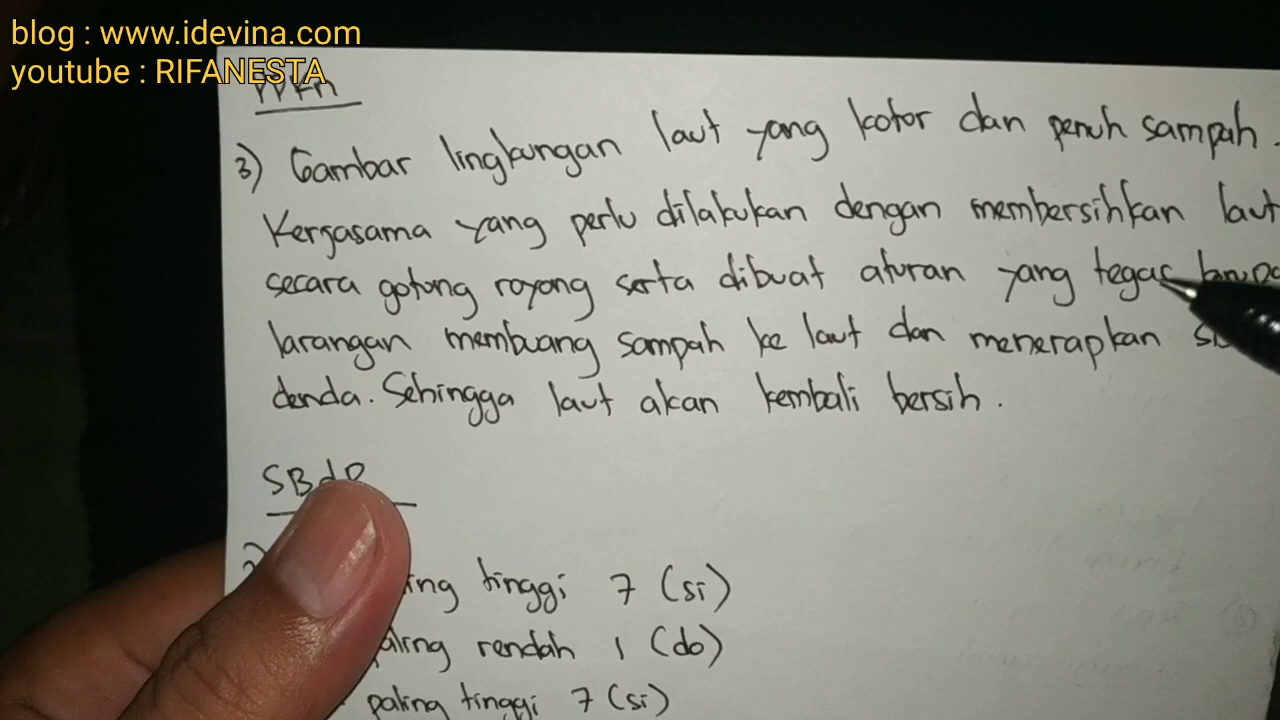 blog : www.idevina.com
youtube : RIFANESTA
PPKn
3) Gambar lingkungan laut yang kotor dan penuh sampah.
Kerjasama yang perlu dilakukan dengan membersihkan laut
secara gotong royong serta dibuat aturan yang tegas
larangan membuang sampah ke laut dan menerapkan
denda. Sehingga laut akan kembali bersih.
SBdP
tinggi 7 (si)
rendah 1 (do)
paling tinggi 7 (si)